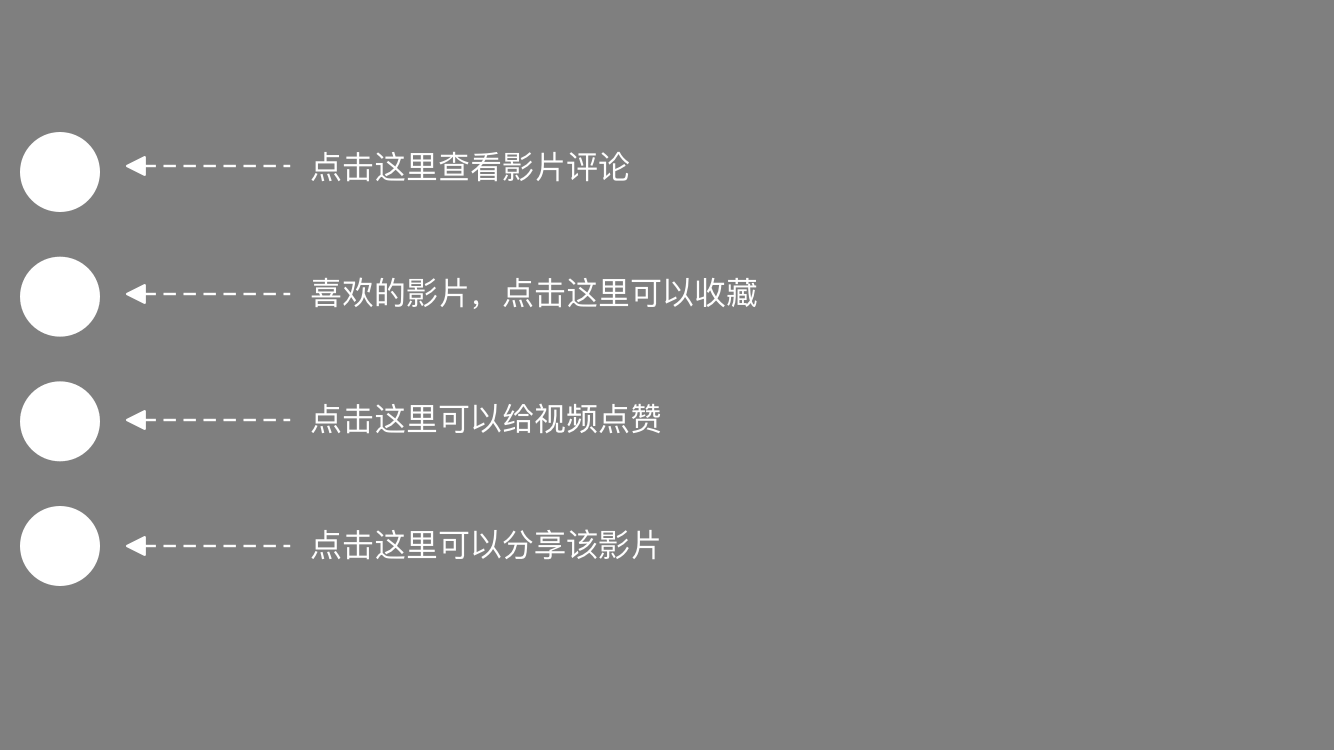 点击这里查看影片评论
喜欢的影片，点击这里可以收藏
点击这里可以给视频点赞
点击这里可以分享该影片